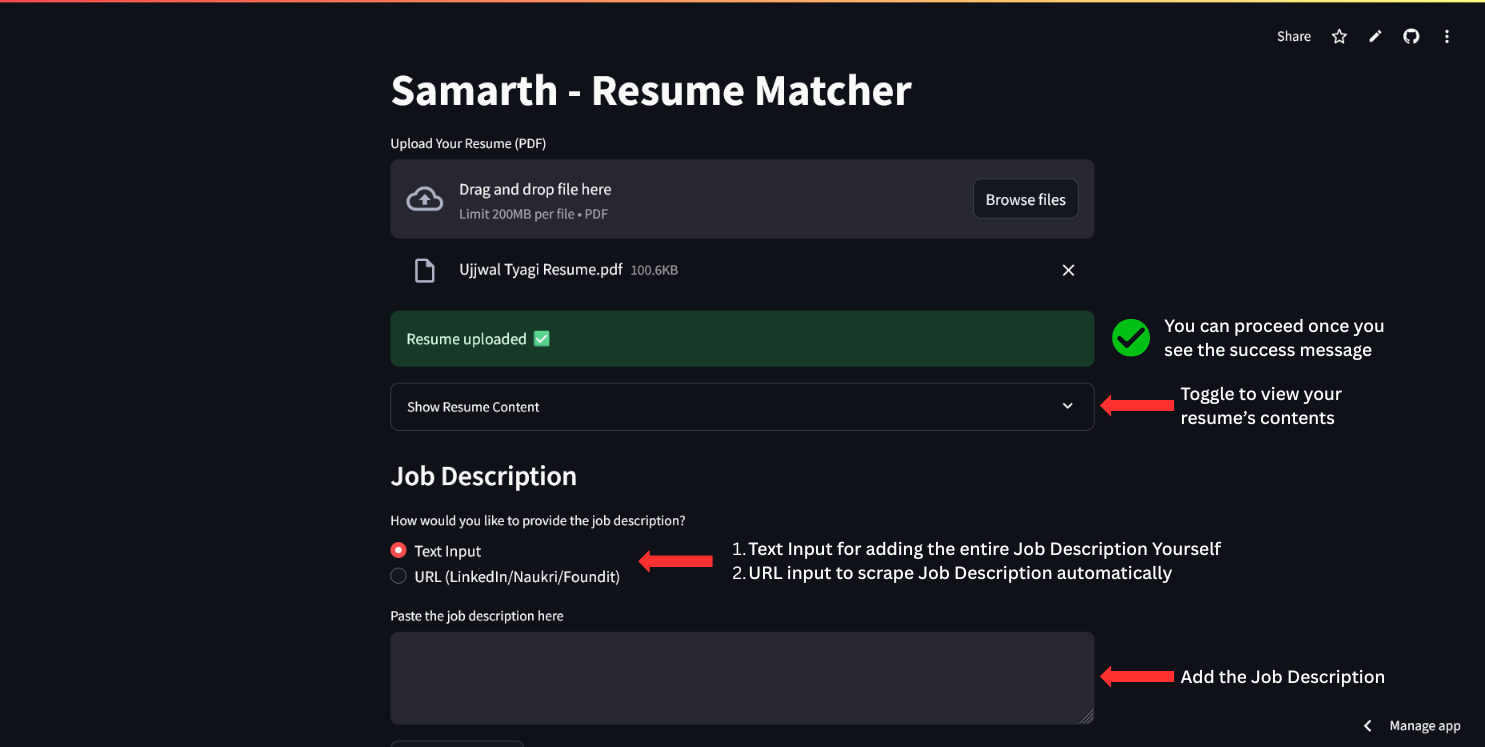 Share
Samarth - Resume Matcher
Upload Your Resume (PDF)
Drag and drop file here
Limit 200MB per file • PDF
Browse files
Ujjwal Tyagi Resume.pdf 100.6KB
Resume uploaded ✅
You can proceed once you
see the success message
Show Resume Content
Toggle to view your
resume’s contents
Job Description
How would you like to provide the job description?
Text Input
URL (LinkedIn/Naukri/Foundit)
1. Text Input for adding the entire Job Description Yourself
2. URL input to scrape Job Description automatically
Paste the job description here
Add the Job Description
Manage app